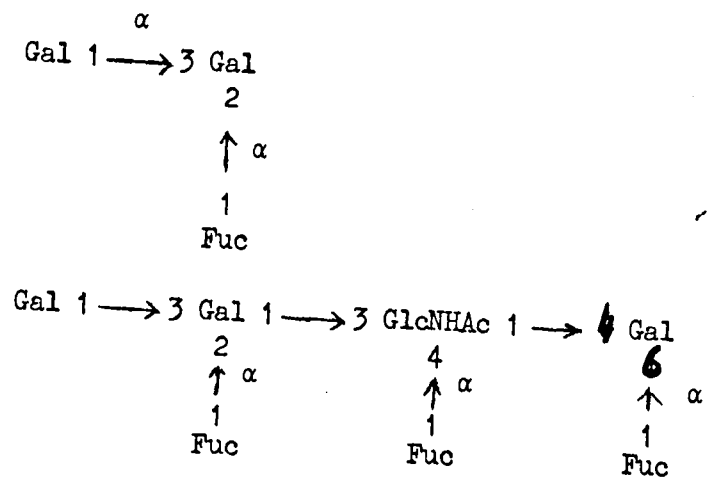 α
Gal 1 → 3 Gal
2
↑ α
1
Fuc
Gal 1 → 3 Gal 1 → 3 GlcNHAc 1 → 4 Gal
2 4 6
↑ α ↑ α ↑ α
1 1 1
Fuc Fuc Fuc